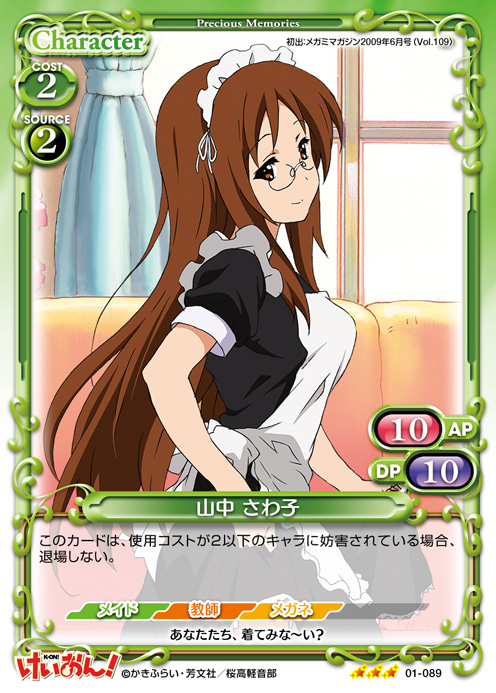 Precious Memories
Character
初出:メガミマガジン2009年6月号 (Vol.109)
COST
2
SOURCE
2
10 AP
DP 10
山中 さわ子
このカードは、使用コストが2以下のキャラに妨害されている場合、
退場しない。
メイド 教師 メガネ
あなたたち、着てみな～い?
K-ON!
けいおん!
©かきふらい・芳文社／桜高軽音部
01-089